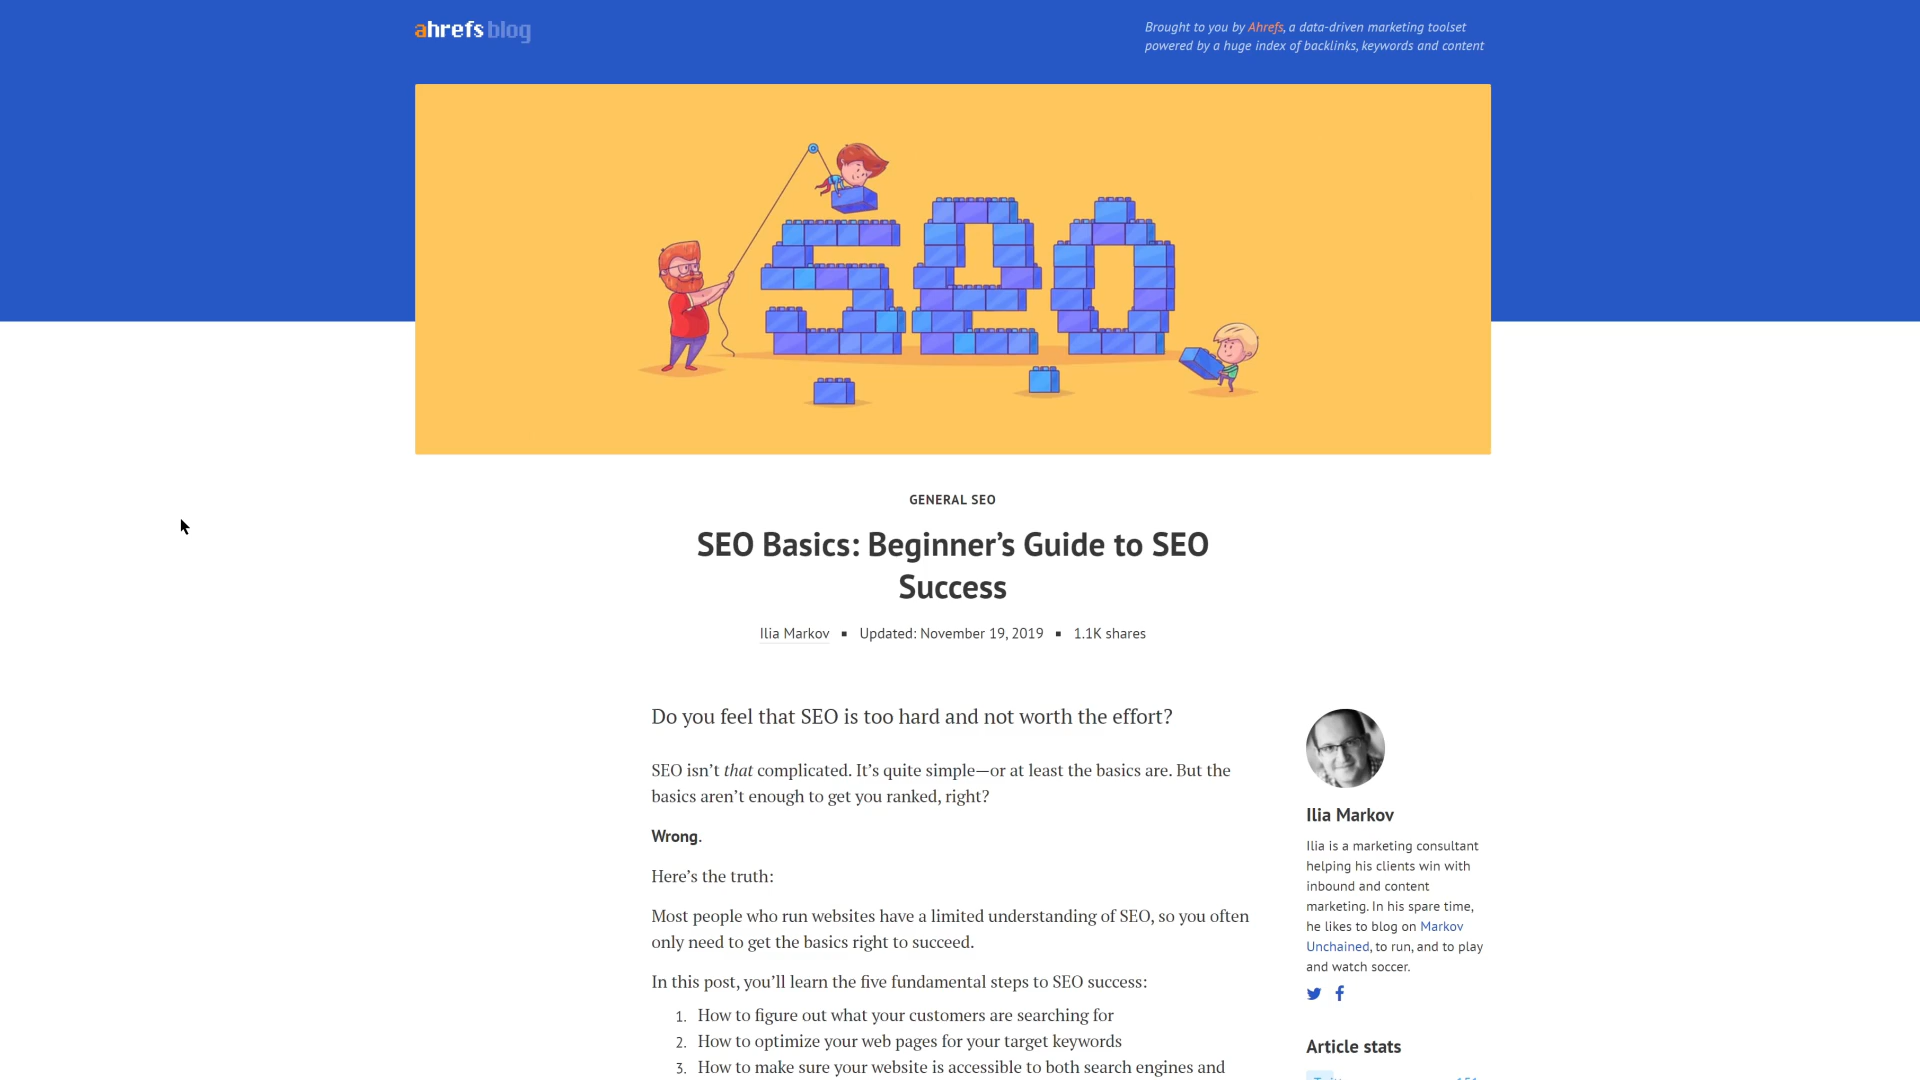 ahrefs blog
Brought to you by Ahrefs, a data-driven marketing toolset
powered by a huge index of backlinks, keywords and content
seo
GENERAL SEO
SEO Basics: Beginner’s Guide to SEO
Success
Ilia Markov ▪ Updated: November 19, 2019 ▪ 1.1K shares
Do you feel that SEO is too hard and not worth the effort?
SEO isn’t that complicated. It’s quite simple—or at least the basics are. But the
basics aren’t enough to get you ranked, right?
Wrong.
Here’s the truth:
Most people who run websites have a limited understanding of SEO, so you often
only need to get the basics right to succeed.
In this post, you’ll learn the five fundamental steps to SEO success:
1. How to figure out what your customers are searching for
2. How to optimize your web pages for your target keywords
3. How to make sure your website is accessible to both search engines and
Ilia Markov
Ilia is a marketing consultant
helping his clients win with
inbound and content
marketing. In his spare time,
he likes to blog on Markov
Unchained, to run, and to play
and watch soccer.
Article stats